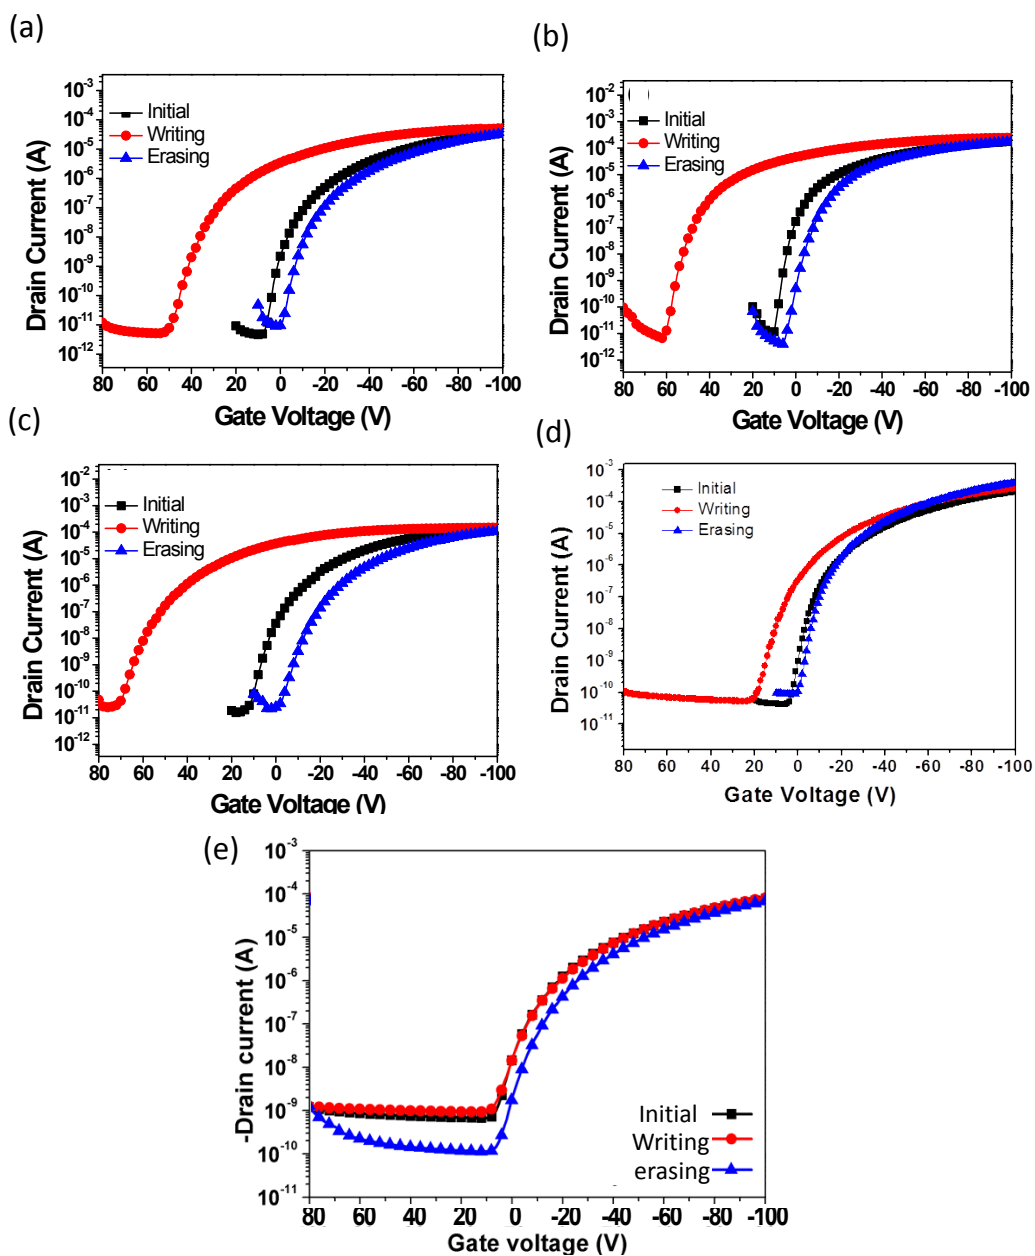 (a)
10⁻³
10⁻⁴
10⁻⁵
10⁻⁶
10⁻⁷
10⁻⁸
10⁻⁹
10⁻¹⁰
10⁻¹¹
10⁻¹²
Drain Current (A)
Initial
Writing
Erasing
80 60 40 20 0 -20 -40 -60 -80 -100
Gate Voltage (V)
(b)
10⁻²
10⁻³
10⁻⁴
10⁻⁵
10⁻⁶
10⁻⁷
10⁻⁸
10⁻⁹
10⁻¹⁰
10⁻¹¹
10⁻¹²
Drain Current (A)
Initial
Writing
Erasing
80 60 40 20 0 -20 -40 -60 -80 -100
Gate Voltage (V)
(c)
10⁻²
10⁻³
10⁻⁴
10⁻⁵
10⁻⁶
10⁻⁷
10⁻⁸
10⁻⁹
10⁻¹⁰
10⁻¹¹
10⁻¹²
Drain Current (A)
Initial
Writing
Erasing
80 60 40 20 0 -20 -40 -60 -80 -100
Gate Voltage (V)
(d)
10⁻³
10⁻⁴
10⁻⁵
10⁻⁶
10⁻⁷
10⁻⁸
10⁻⁹
10⁻¹⁰
10⁻¹¹
Drain Current (A)
Initial
Writing
Erasing
80 60 40 20 0 -20 -40 -60 -80 -100
Gate Voltage (V)
(e)
10⁻³
10⁻⁴
10⁻⁵
10⁻⁶
10⁻⁷
10⁻⁸
10⁻⁹
10⁻¹⁰
10⁻¹¹
-Drain current (A)
Initial
Writing
erasing
80 60 40 20 0 -20 -40 -60 -80 -100
Gate voltage (V)